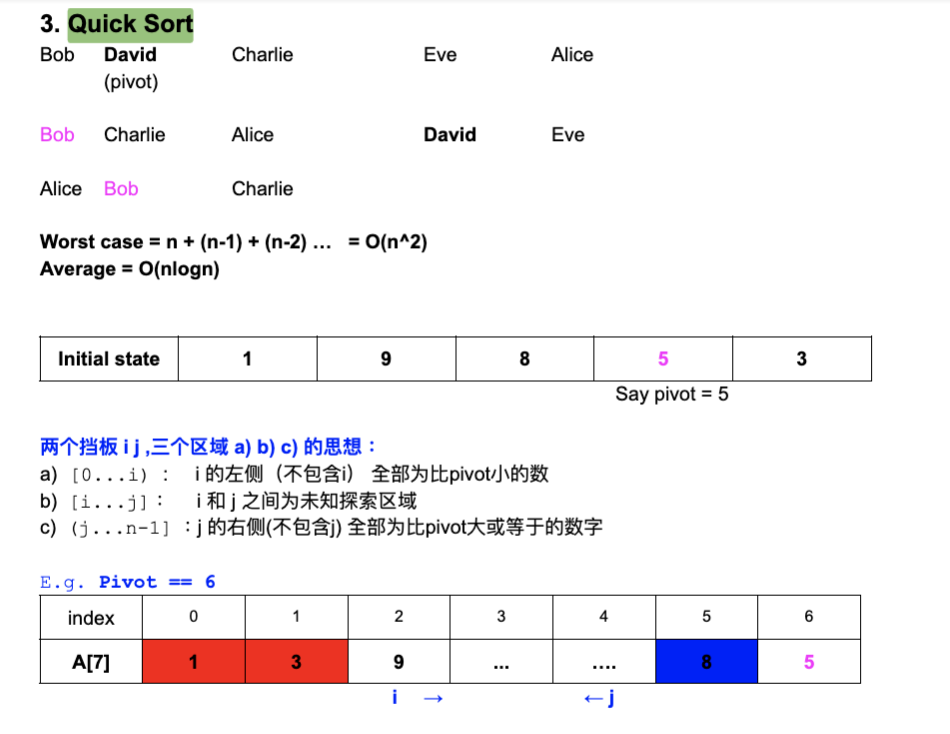 3. Quick Sort
Bob David Charlie Eve Alice
(pivot)
Bob Charlie Alice David Eve
Alice Bob Charlie
Worst case = n + (n-1) + (n-2) … = O(n^2)
Average = O(nlogn)
Initial state 1 9 8 5 3
Say pivot = 5
两个挡板 i j ,三个区域 a) b) c) 的思想：
a) [0...i) ： i 的左侧（不包含i） 全部为比pivot小的数
b) [i...j]： i 和 j 之间为未知探索区域
c) (j...n-1] ：j 的右侧(不包含j) 全部为比pivot大或等于的数字
E.g. Pivot == 6
index 0 1 2 3 4 5 6
A[7] 1 3 9 ... .... 8 5
i → ←j